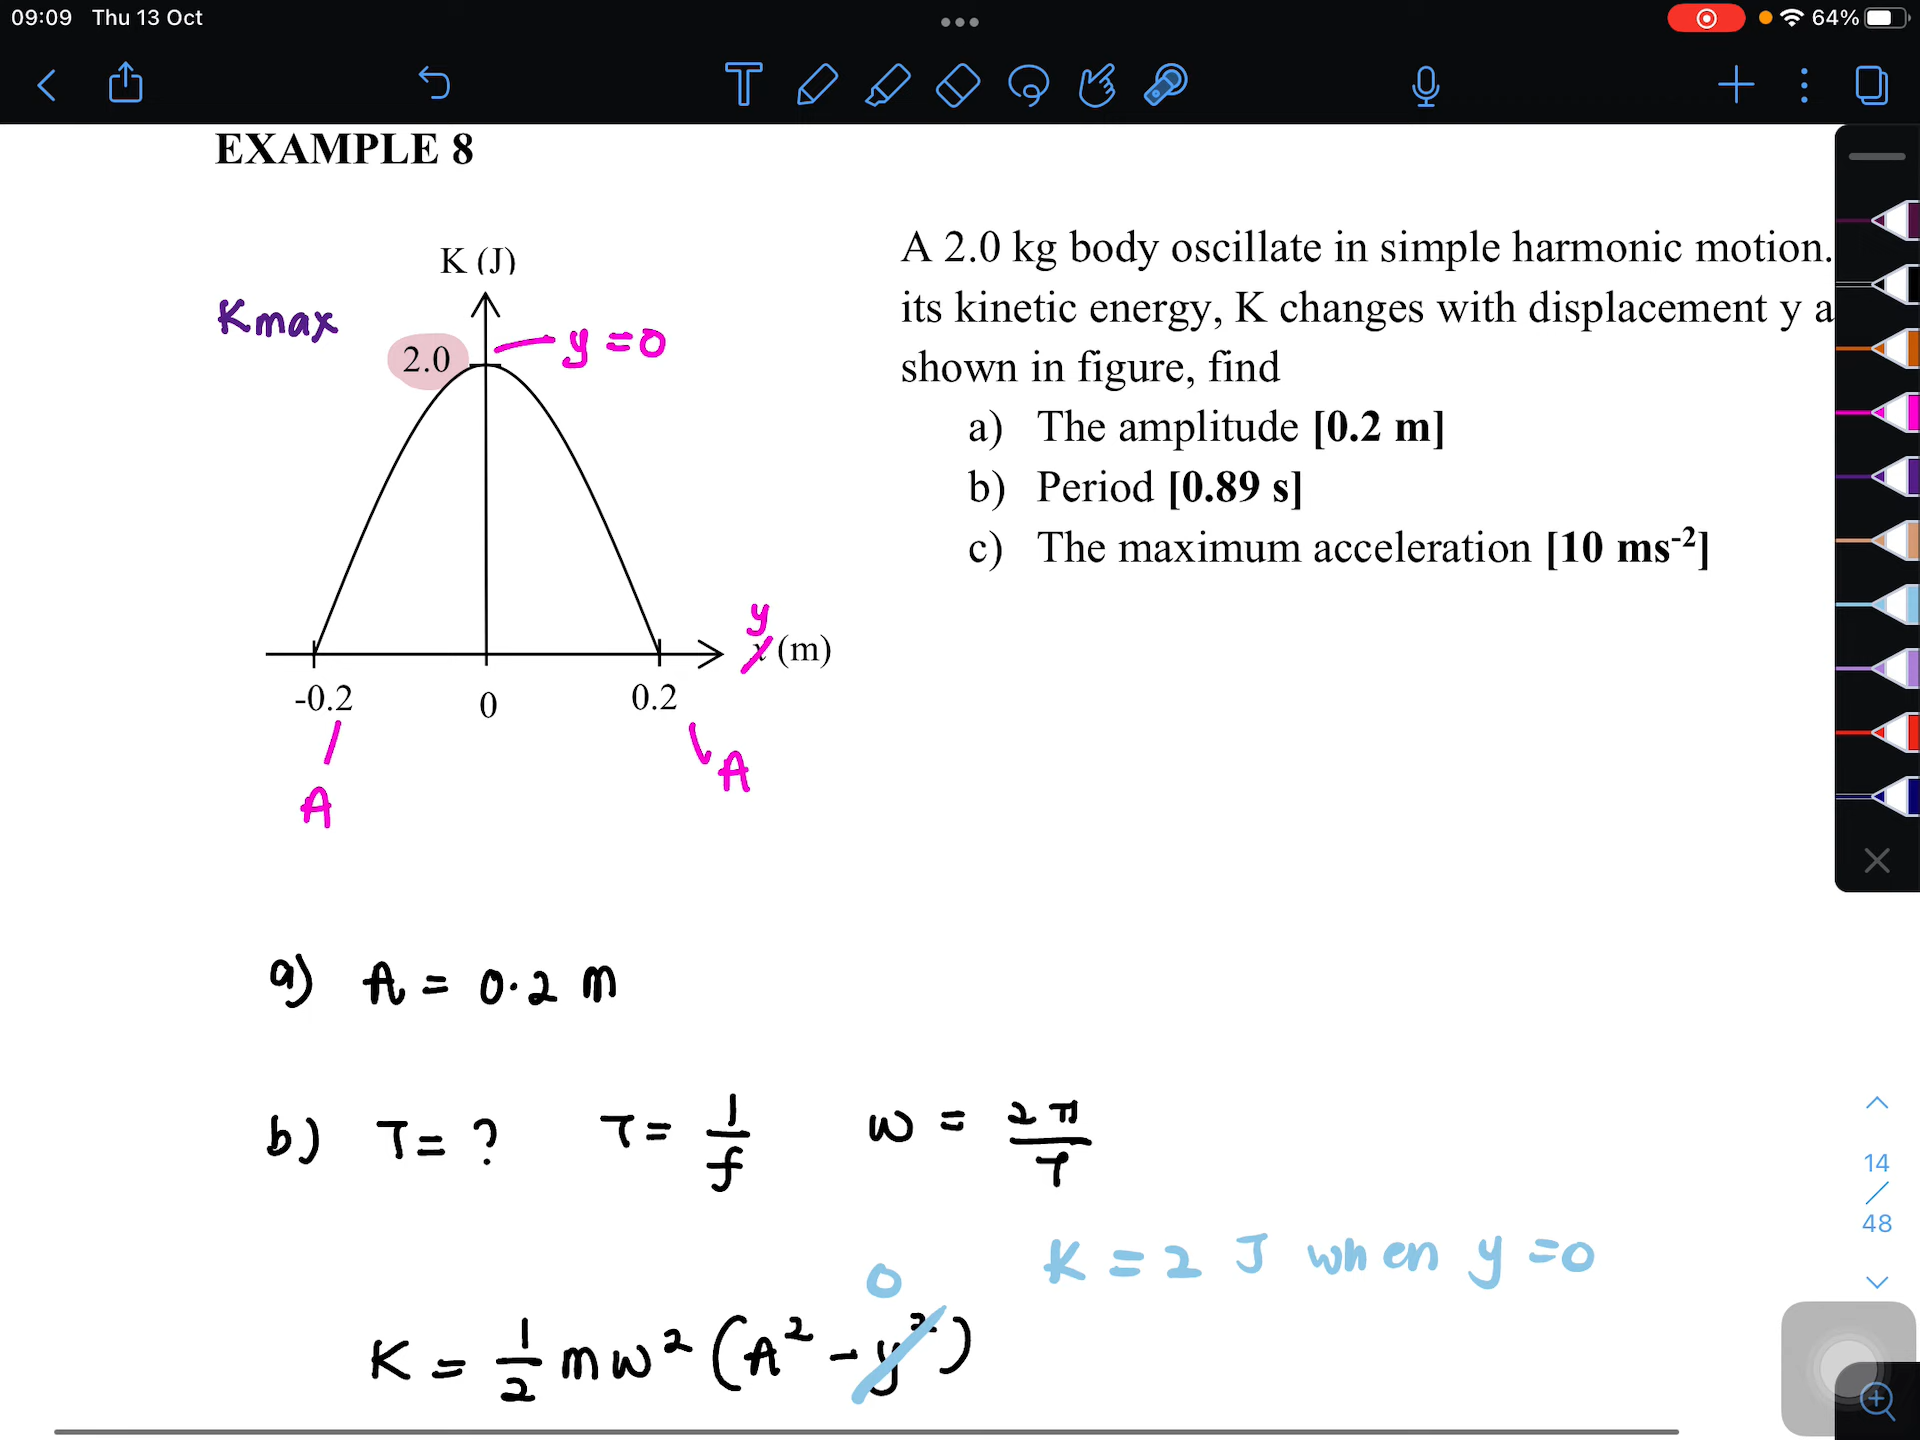 09:09 Thu 13 Oct
64%
T
EXAMPLE 8
K (J)
Kmax
2.0
y = 0
A 2.0 kg body oscillate in simple harmonic motion.
its kinetic energy, K changes with displacement y a
shown in figure, find
a) The amplitude [0.2 m]
b) Period [0.89 s]
c) The maximum acceleration [10 ms⁻²]
y
x (m)
-0.2
0
0.2
A
A
a) A = 0.2 m
b) T = ? T = 1/f ω = 2π/T
K = 2 J when y = 0
0
K = 1/2 mω² (A² - y²)
14
/
48